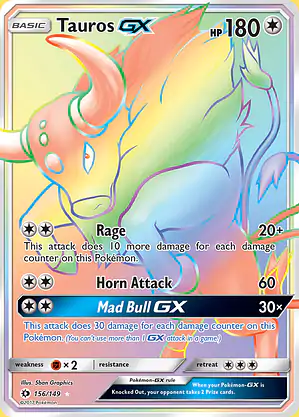 BASIC Tauros GX HP 180
Rage 20+
This attack does 10 more damage for each damage
counter on this Pokémon.
Horn Attack 60
Mad Bull GX 30×
This attack does 30 damage for each damage counter on this
Pokémon. (You can't use more than 1 GX attack in a game.)
weakness × 2 resistance retreat
Pokémon-GX rule
When your Pokémon-GX is
Knocked Out, your opponent takes 2 Prize cards.
Illus. 5ban Graphics
156/149
©2017 Pokémon